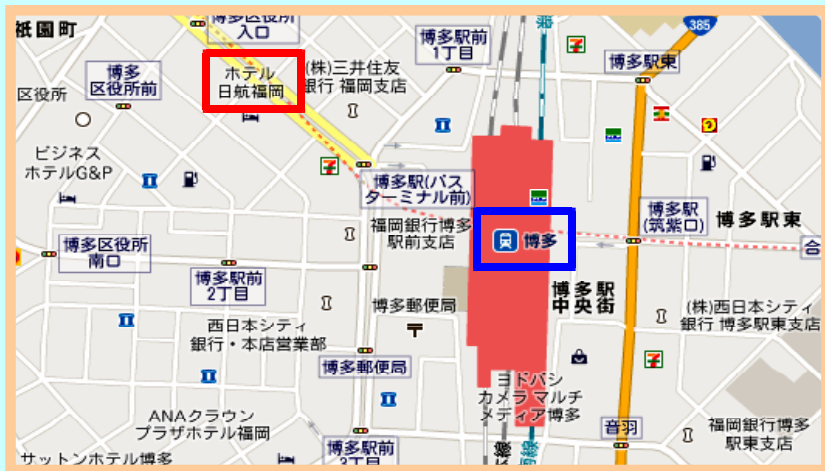 祇園町
博多区役所
入口
385
博多駅前
1丁目
博多駅東
ホテル
日航福岡
(株)三井住友
銀行 福岡支店
博多
区役所前
区役所
ビジネス
ホテルG&P
博多駅(バス
ターミナル前)
福岡銀行博多
駅前支店
博多
博多駅
(筑紫口)
博多駅東
合
博多区役所
南口
博多駅前
2丁目
博多郵便局
博多駅
中央街
(株)西日本シティ
銀行 博多駅東支店
西日本シティ
銀行・本店営業部
博多郵便局
ヨドバシ
カメラ マルチ
メディア博多
ANAクラウン
プラザホテル福岡
音羽
福岡銀行博多
駅東支店
サットンホテル博多
博多駅前
3丁目